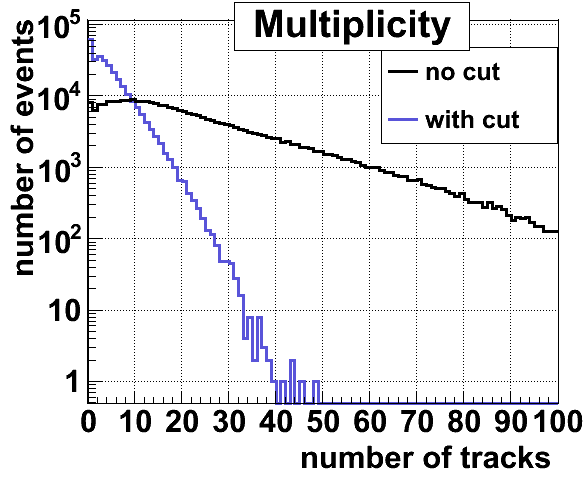 Multiplicity
no cut
with cut
number of events
10^5
10^4
10^3
10^2
10
1
0 10 20 30 40 50 60 70 80 90 100
number of tracks